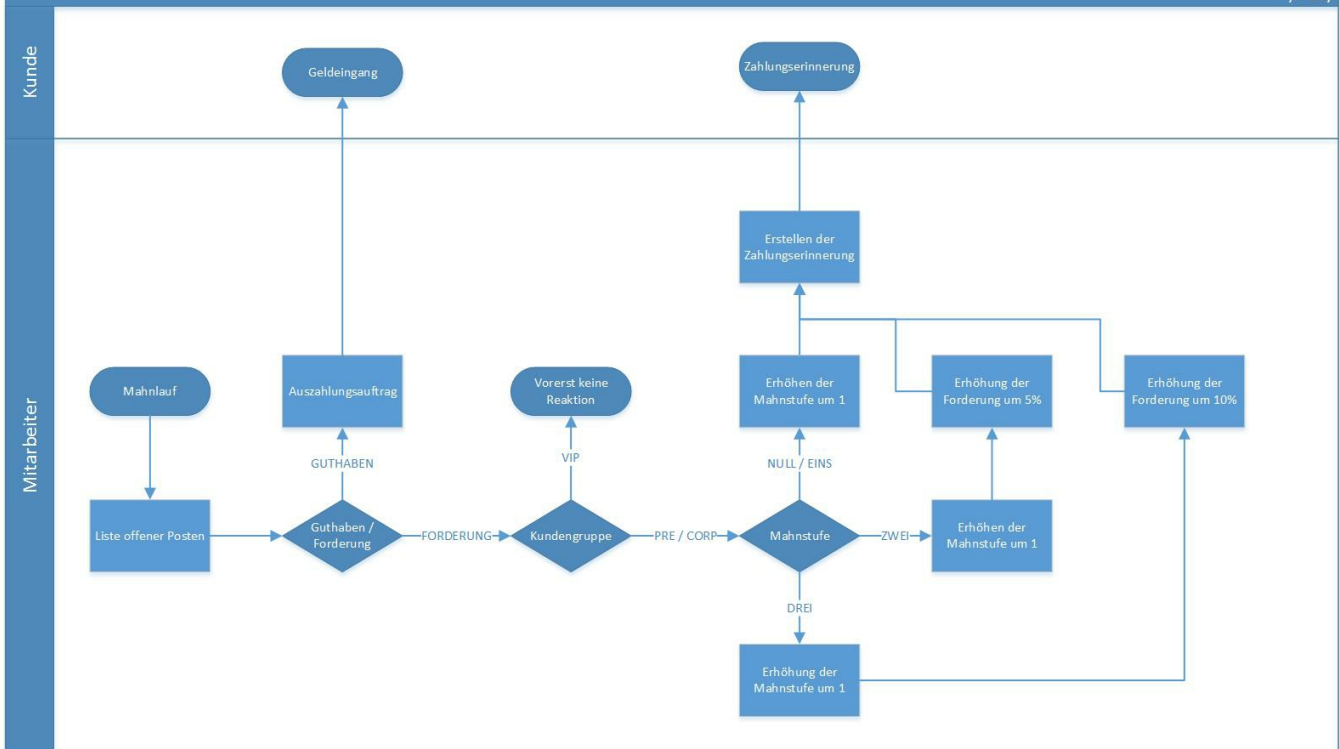 Kunde
Geldeingang
Zahlungserinnerung
Mitarbeiter
Erstellen der
Zahlungserinnerung
Mahnlauf
Auszahlungsauftrag
Vorerst keine
Reaktion
Erhöhen der
Mahnstufe um 1
Erhöhung der
Forderung um 5%
Erhöhung der
Forderung um 10%
GUTHABEN
VIP
NULL / EINS
Liste offener Posten
Guthaben /
Forderung
FORDERUNG
Kundengruppe
PRE / CORP
Mahnstufe
ZWEI
Erhöhen der
Mahnstufe um 1
DREI
Erhöhung der
Mahnstufe um 1